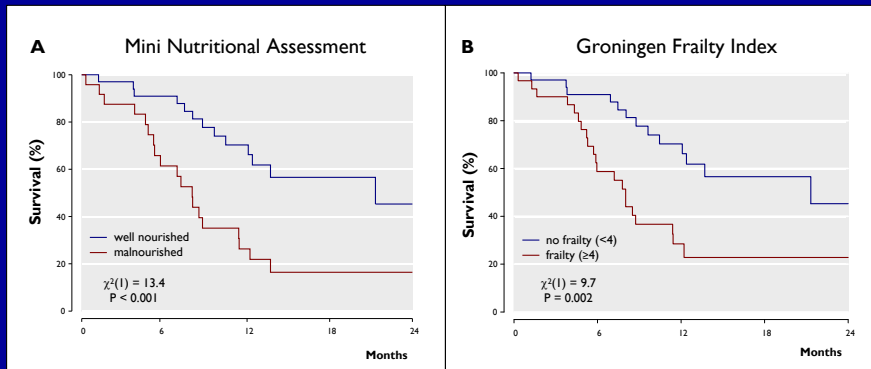 A Mini Nutritional Assessment
100
80
60
40
20
0
Survival (%)
well nourished
malnourished
χ²(1) = 13.4
P < 0.001
0 6 12 24
Months
B Groningen Frailty Index
100
80
60
40
20
0
Survival (%)
no frailty (<4)
frailty (≥4)
χ²(1) = 9.7
P = 0.002
0 6 12 18 24
Months